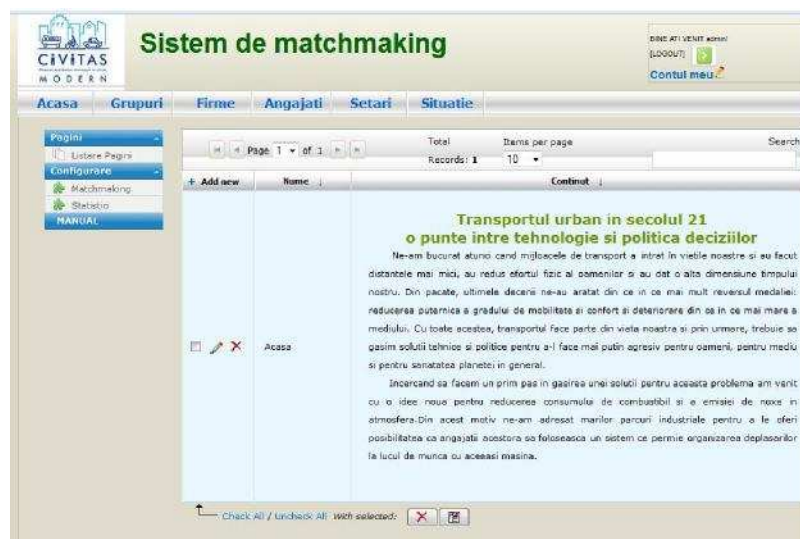 CiViTAS
MODERN
Sistem de matchmaking
BINE ATI VENIT admin!
[LOGOUT]
Contul meu
Acasa Grupuri Firme Angajati Setari Situatie
Pagini
Listare Pagini
Configurare
Matchmaking
Statistici
MANUAL
Page 1 of 1
Total
Records: 1
Items per page
10
Search
+ Add new Nume ↓ Continut ↓
Acasa
Transportul urban in secolul 21
o punte intre tehnologie si politica deciziilor
Ne-am bucurat atunci cand mijloacele de transport a intrat în vietile noastre si au facut
distantele mai mici, au redus efortul fizic al oamenilor si au dat o alta dimensiune timpului
nostru. Din pacate, ultimele decenii ne-au aratat din ce in ce mai mult reversul medaliei:
reducerea puternica a gradului de mobilitate si confort si deteriorare din ce in ce mai mare a
mediului. Cu toate acestea, transportul face parte din viata noastra si prin urmare, trebuie sa
gasim solutii tehnice si politice pentru a-l face mai putin agresiv pentru oameni, pentru mediu
si pentru sanatatea planetei in general.
Incercand sa facem un prim pas in gasirea unei solutii pentru aceasta problema am venit
cu o idee noua pentru reducerea consumului de combustibil si a emisiei de noxe in
atmosfera.Din acest motiv ne-am adresat marilor parcuri industriale pentru a le oferi
posibilitatea ca angajatii acestora sa foloseasca un sistem ce permie organizarea deplasarilor
la lucul de munca cu aceeasi masina.
Check All / Uncheck All With selected: